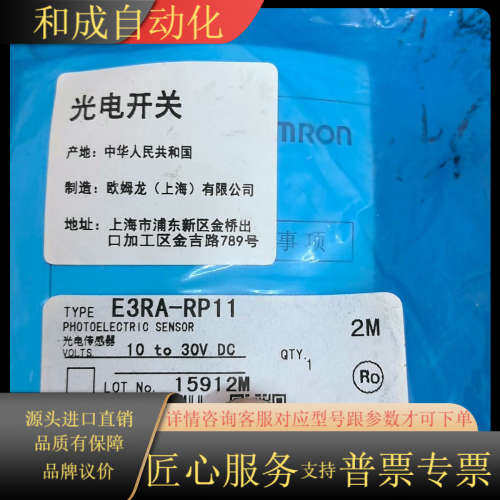 和成自动化
光电开关
产地：中华人民共和国
制造：欧姆龙（上海）有限公司
地址：上海市浦东新区金桥出
口加工区金吉路789号
MRON
事项
TYPE E3RA-RP11
PHOTOELECTRIC SENSOR
2M
光电传感器
VOLTS 10 to 30V DC
QTY. 1
LOT No. 15912M
Ro
源头进口直销
品质有保障
品牌议价
详情咨询客服对应型号跟参数才可下单
匠心服务 支持 普票专票